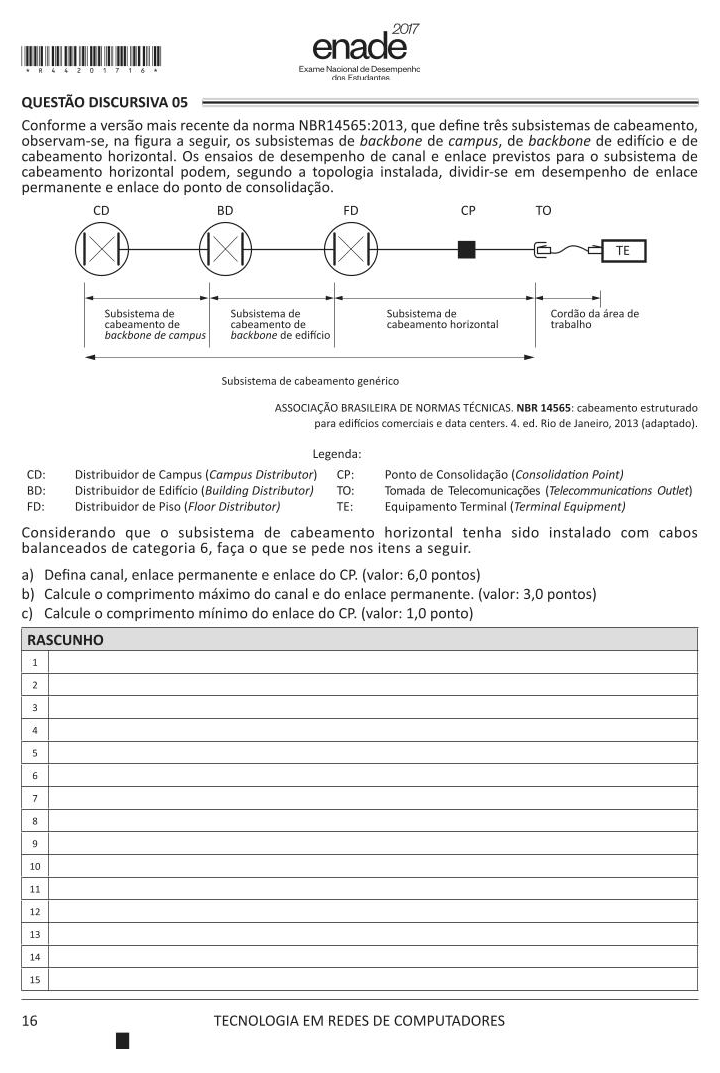 2017
enade
Exame Nacional de Desempenho
dos Estudantes
* R 4 4 2 0 1 7 1 6 *
QUESTÃO DISCURSIVA 05
Conforme a versão mais recente da norma NBR14565:2013, que define três subsistemas de cabeamento,
observam-se, na figura a seguir, os subsistemas de backbone de campus, de backbone de edifício e de
cabeamento horizontal. Os ensaios de desempenho de canal e enlace previstos para o subsistema de
cabeamento horizontal podem, segundo a topologia instalada, dividir-se em desempenho de enlace
permanente e enlace do ponto de consolidação.
CD BD FD CP TO
TE
Subsistema de
cabeamento de
backbone de campus
Subsistema de
cabeamento de
backbone de edifício
Subsistema de
cabeamento horizontal
Cordão da área de
trabalho
Subsistema de cabeamento genérico
ASSOCIAÇÃO BRASILEIRA DE NORMAS TÉCNICAS. NBR 14565: cabeamento estruturado
para edifícios comerciais e data centers. 4. ed. Rio de Janeiro, 2013 (adaptado).
Legenda:
CD: Distribuidor de Campus (Campus Distributor) CP: Ponto de Consolidação (Consolidation Point)
BD: Distribuidor de Edifício (Building Distributor) TO: Tomada de Telecomunicações (Telecommunications Outlet)
FD: Distribuidor de Piso (Floor Distributor) TE: Equipamento Terminal (Terminal Equipment)
Considerando que o subsistema de cabeamento horizontal tenha sido instalado com cabos
balanceados de categoria 6, faça o que se pede nos itens a seguir.
a) Defina canal, enlace permanente e enlace do CP. (valor: 6,0 pontos)
b) Calcule o comprimento máximo do canal e do enlace permanente. (valor: 3,0 pontos)
c) Calcule o comprimento mínimo do enlace do CP. (valor: 1,0 ponto)
RASCUNHO
1
2
3
4
5
6
7
8
9
10
11
12
13
14
15
16 TECNOLOGIA EM REDES DE COMPUTADORES